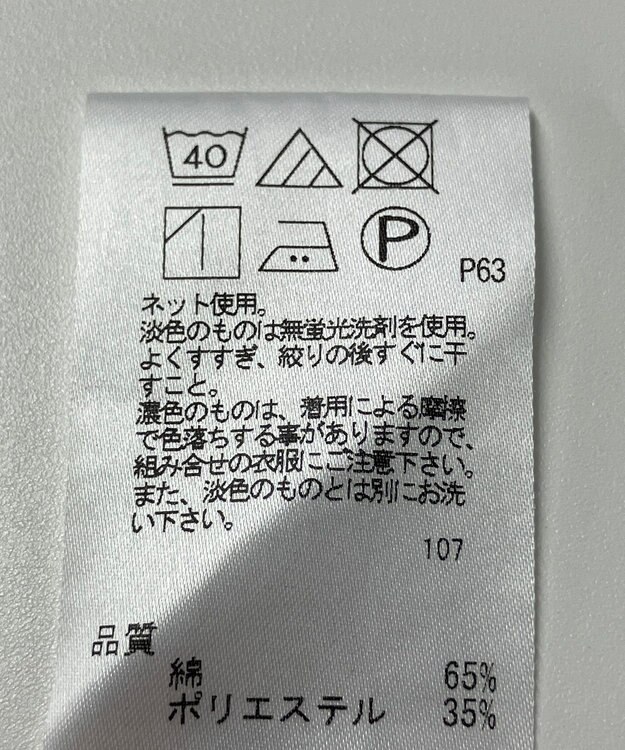 40
P
P63
ネット使用。
淡色のものは無蛍光洗剤を使用。
よくすすぎ、絞りの後すぐに干
すこと。
濃色のものは、着用による摩擦
で色落ちする事がありますので、
組み合せの衣服にご注意下さい。
また、淡色のものとは別にお洗
い下さい。
107
品質
綿 65%
ポリエステル 35%